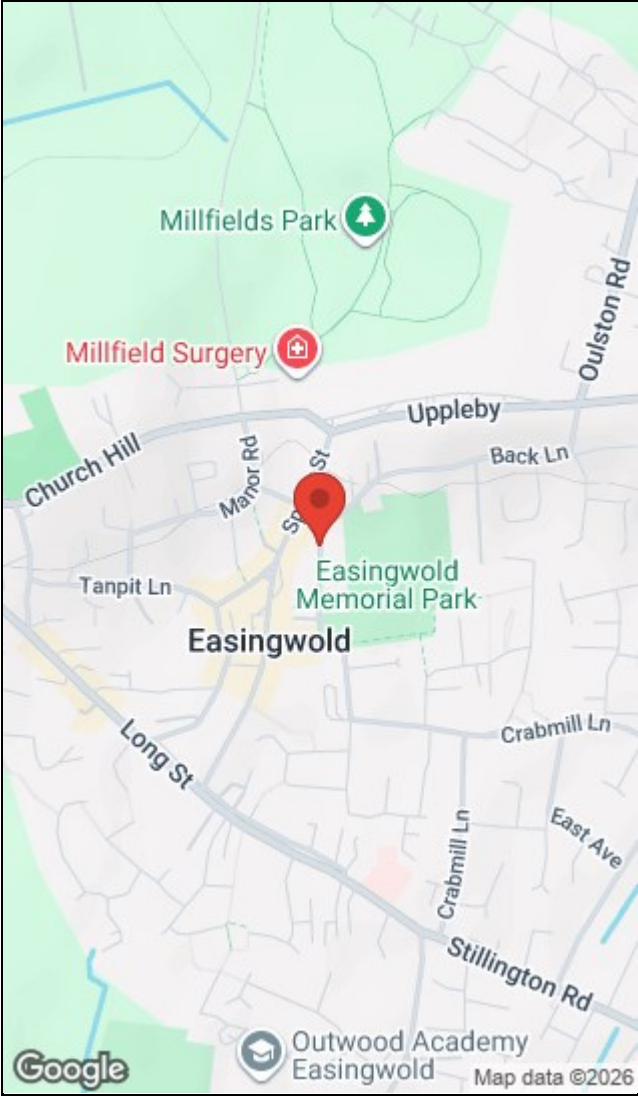 Millfields Park
Oulston Rd
Millfield Surgery
Uppleby
Church Hill
Manor Rd
St
Back Ln
Easingwold
Memorial Park
Tanpit Ln
Easingwold
Long St
Crabmill Ln
East Ave
Crabmill Ln
Stillington Rd
Outwood Academy
Easingwold
Google
Map data ©2026